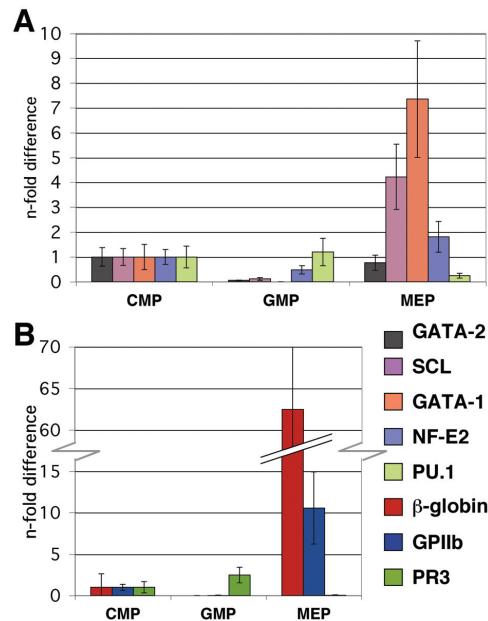 A
n-fold difference
10
9
8
7
6
5
4
3
2
1
0
CMP GMP MEP
B
n-fold difference
70
65
60
15
10
5
0
CMP GMP MEP
GATA-2
SCL
GATA-1
NF-E2
PU.1
β-globin
GPIIb
PR3